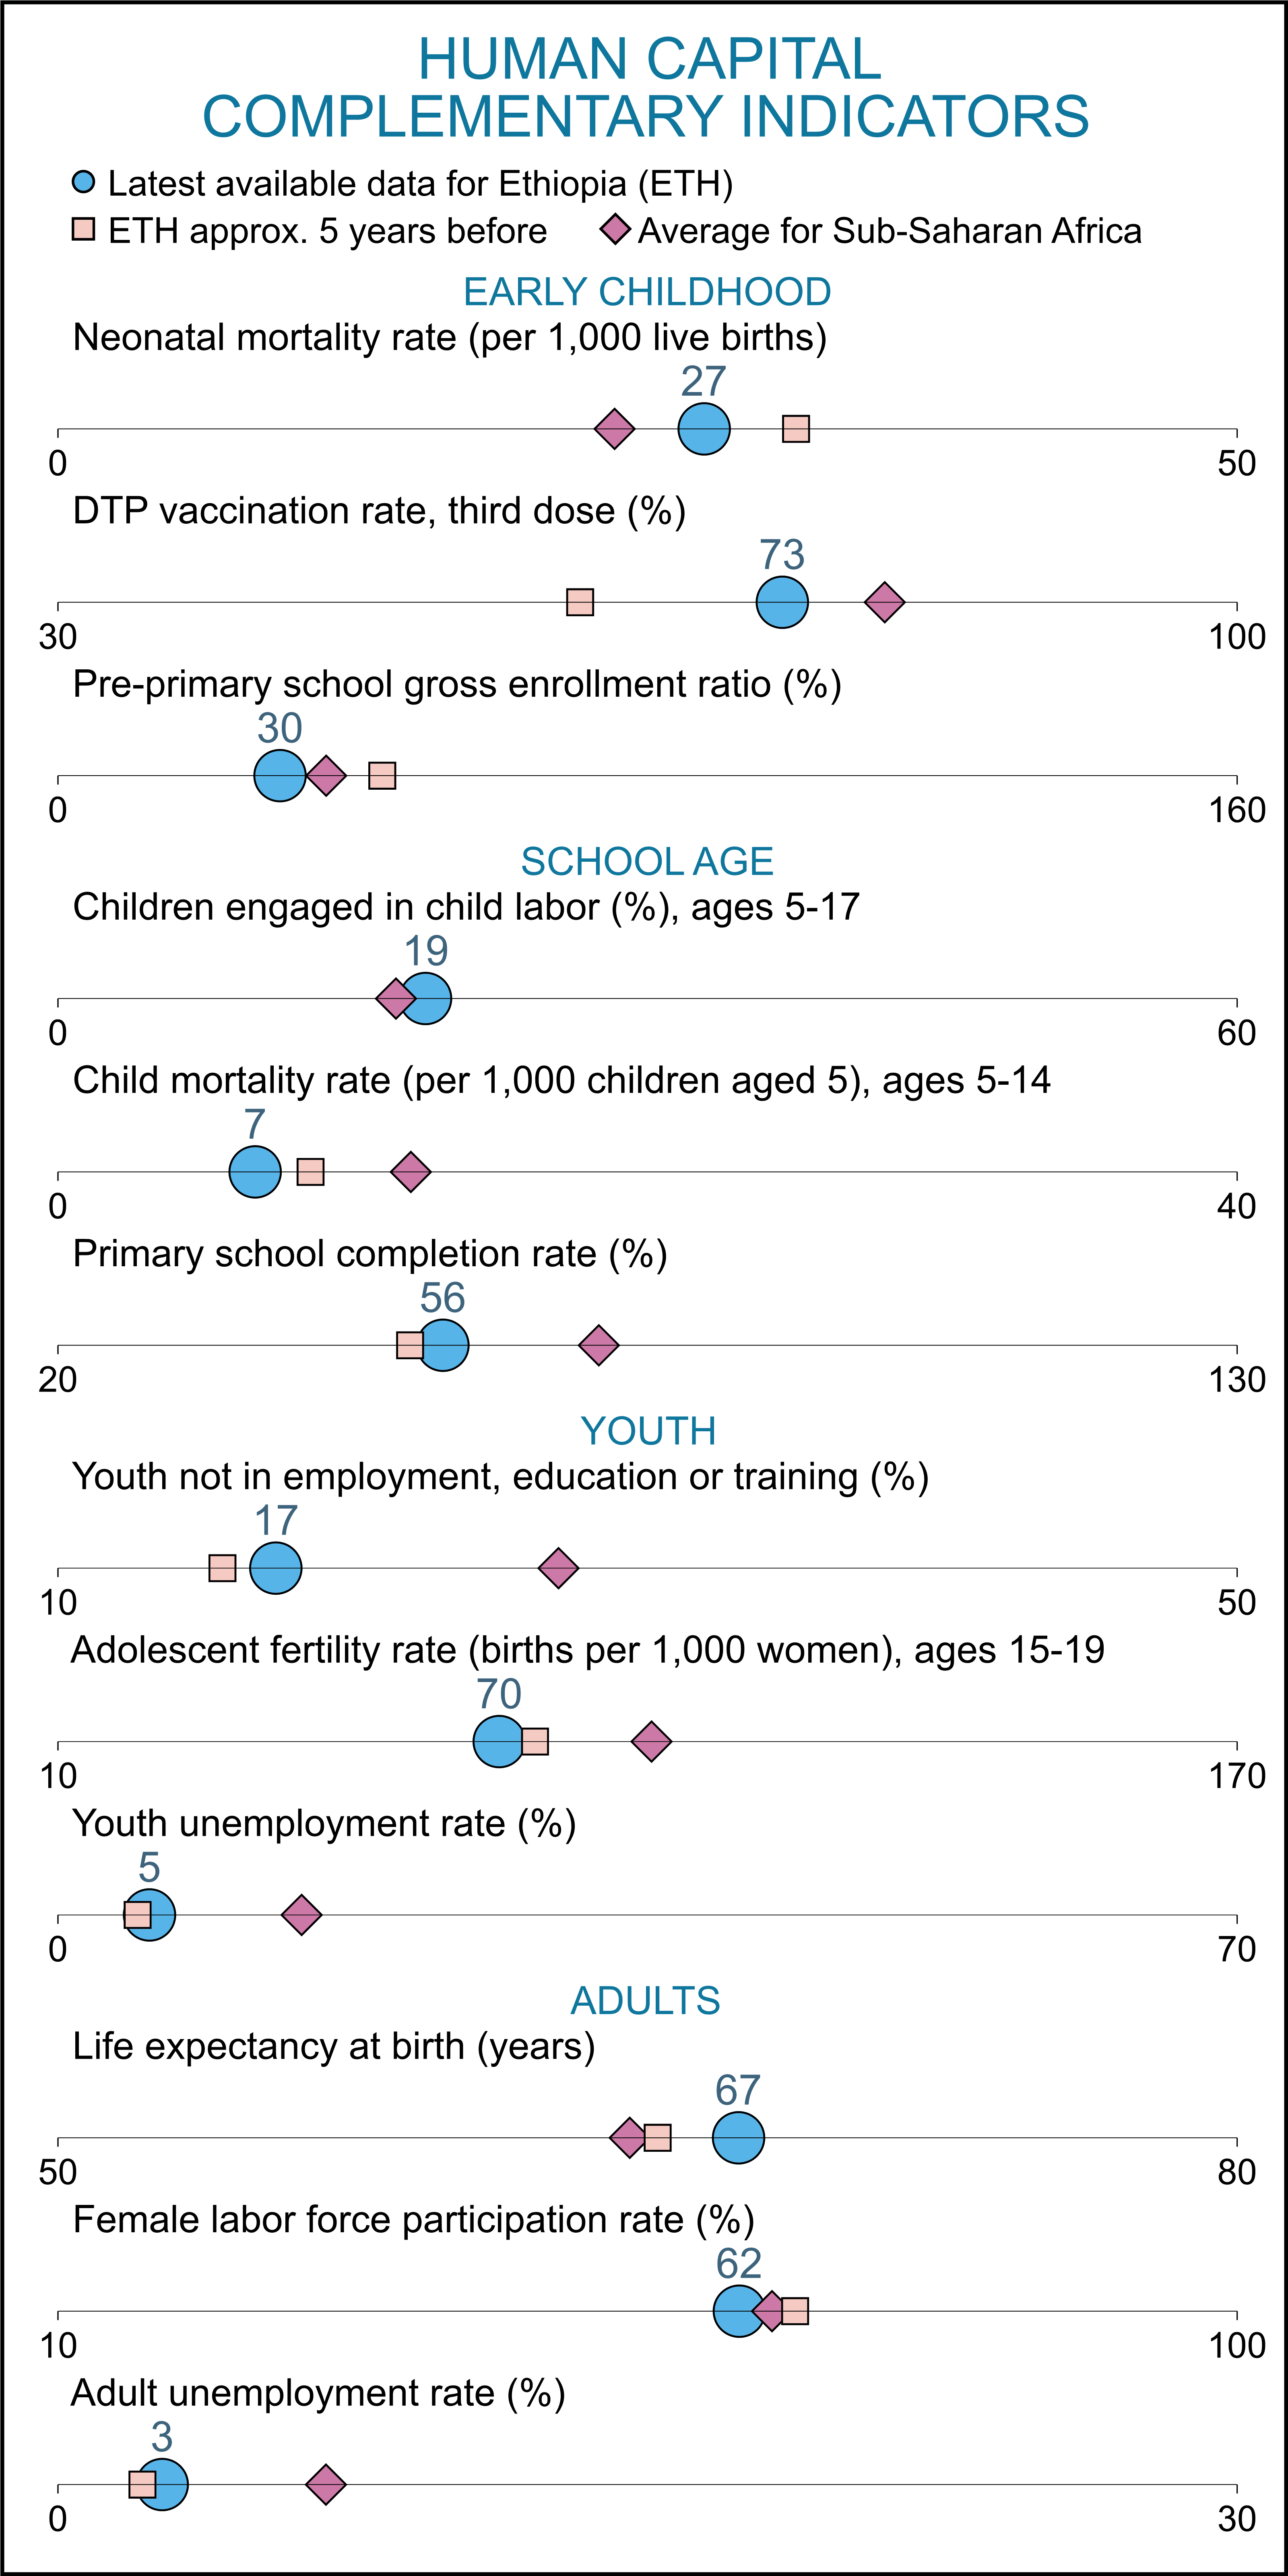 HUMAN CAPITAL
COMPLEMENTARY INDICATORS
Latest available data for Ethiopia (ETH)
ETH approx. 5 years before Average for Sub-Saharan Africa
EARLY CHILDHOOD
Neonatal mortality rate (per 1,000 live births)
27
0 50
DTP vaccination rate, third dose (%)
73
30 100
Pre-primary school gross enrollment ratio (%)
30
0 160
SCHOOL AGE
Children engaged in child labor (%), ages 5-17
19
0 60
Child mortality rate (per 1,000 children aged 5), ages 5-14
7
0 40
Primary school completion rate (%)
56
20 130
YOUTH
Youth not in employment, education or training (%)
17
10 50
Adolescent fertility rate (births per 1,000 women), ages 15-19
70
10 170
Youth unemployment rate (%)
5
0 70
ADULTS
Life expectancy at birth (years)
67
50 80
Female labor force participation rate (%)
62
10 100
Adult unemployment rate (%)
3
0 30